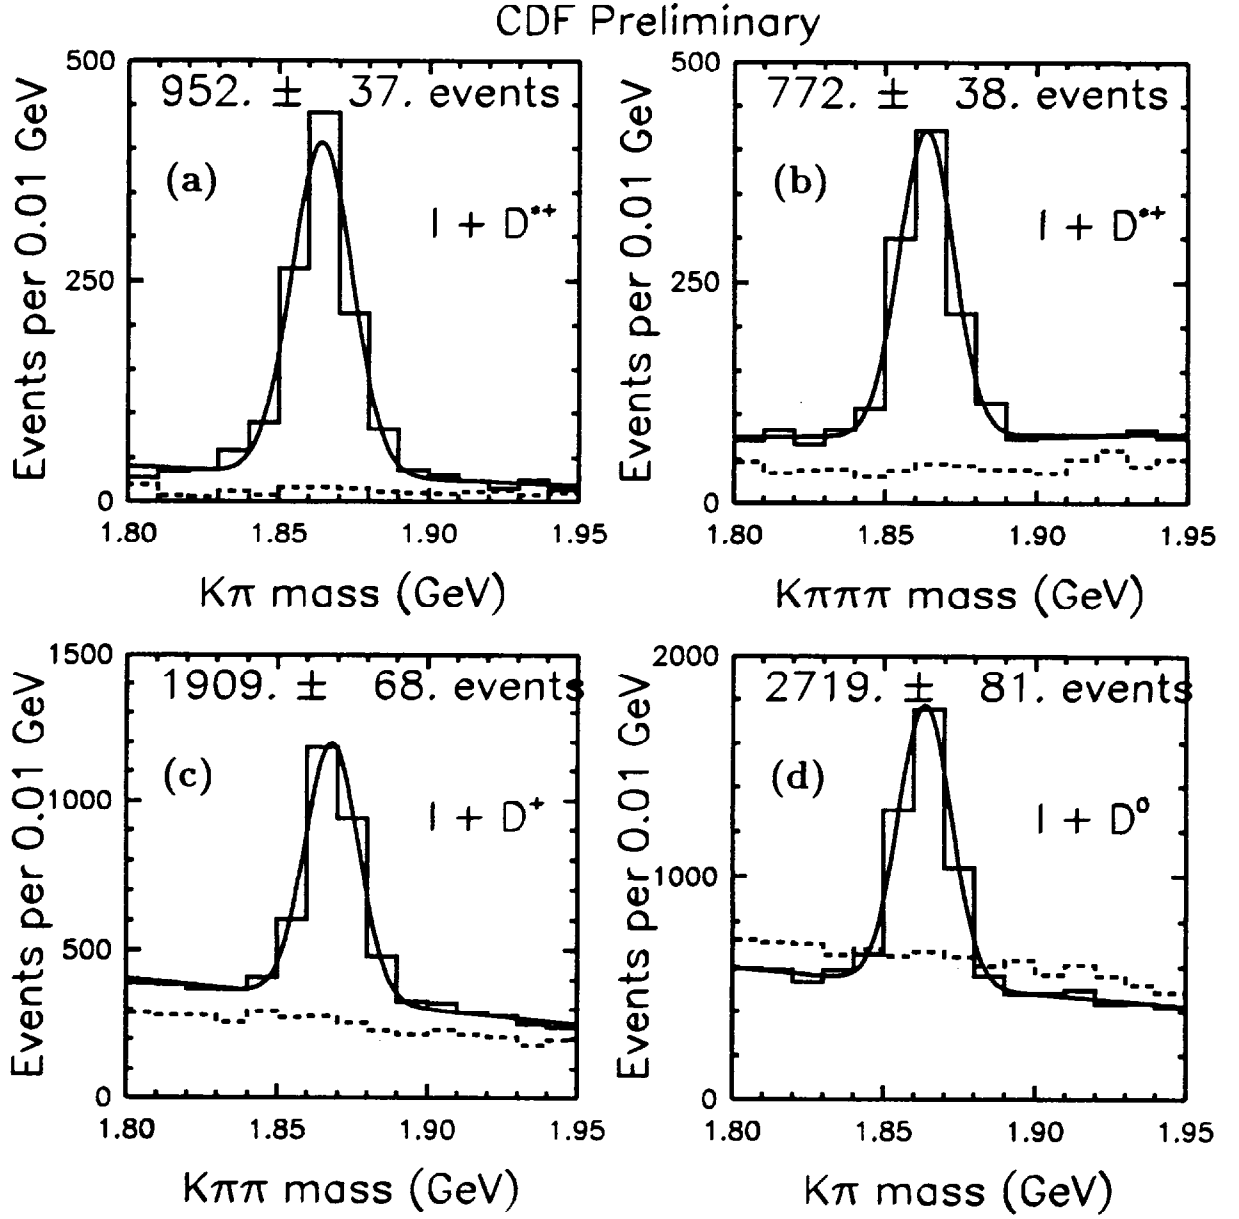 CDF Preliminary
Events per 0.01 GeV
500
250
0
952. ± 37. events
(a)
l + D*+
1.80 1.85 1.90 1.95
Kπ mass (GeV)
Events per 0.01 GeV
500
250
0
772. ± 38. events
(b)
l + D*+
1.80 1.85 1.90 1.95
Kπππ mass (GeV)
Events per 0.01 GeV
1500
1000
500
0
1909. ± 68. events
(c)
l + D+
1.80 1.85 1.90 1.95
Kππ mass (GeV)
Events per 0.01 GeV
2000
1000
0
2719. ± 81. events
(d)
l + D0
1.80 1.85 1.90 1.95
Kπ mass (GeV)